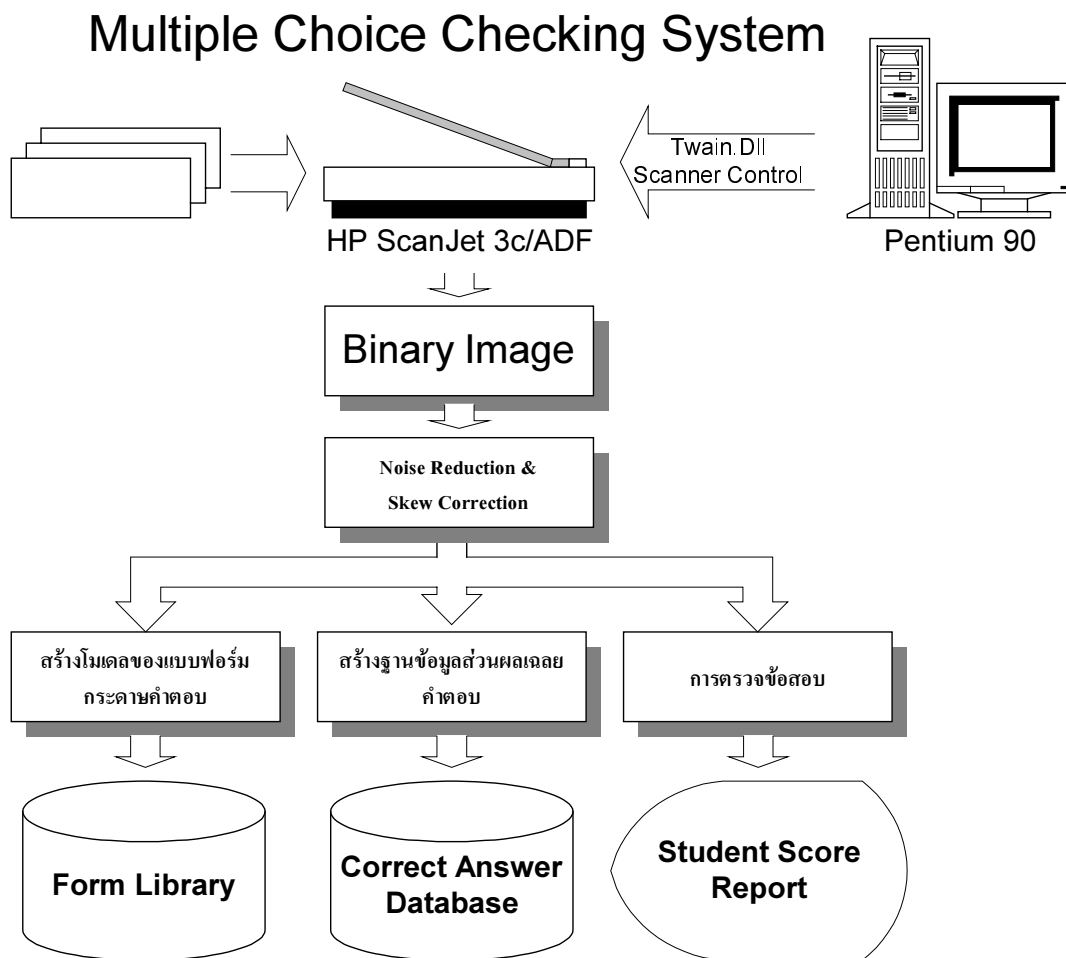 Multiple Choice Checking System
Twain.Dll
Scanner Control
HP ScanJet 3c/ADF
Pentium 90
Binary Image
Noise Reduction &
Skew Correction
สร้างโมเดลของแบบฟอร์ม
กระดาษคำตอบ
สร้างฐานข้อมูลส่วนผลเฉลย
คำตอบ
การตรวจข้อสอบ
Form Library
Correct Answer
Database
Student Score
Report